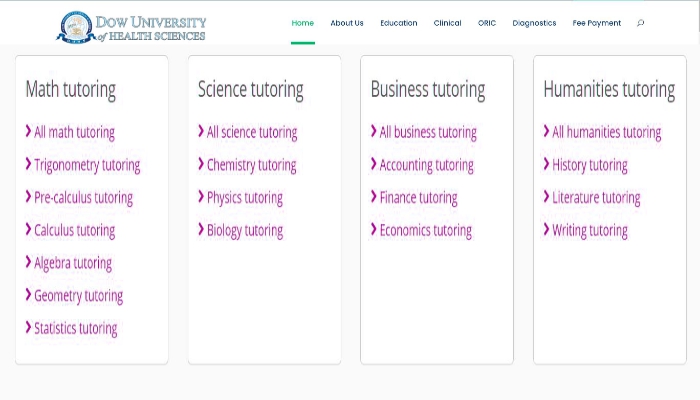 Dow University
of Health Sciences
Home About Us Education Clinical ORIC Diagnostics Fee Payment
Math tutoring
All math tutoring
Trigonometry tutoring
Pre-calculus tutoring
Calculus tutoring
Algebra tutoring
Geometry tutoring
Statistics tutoring
Science tutoring
All science tutoring
Chemistry tutoring
Physics tutoring
Biology tutoring
Business tutoring
All business tutoring
Accounting tutoring
Finance tutoring
Economics tutoring
Humanities tutoring
All humanities tutoring
History tutoring
Literature tutoring
Writing tutoring